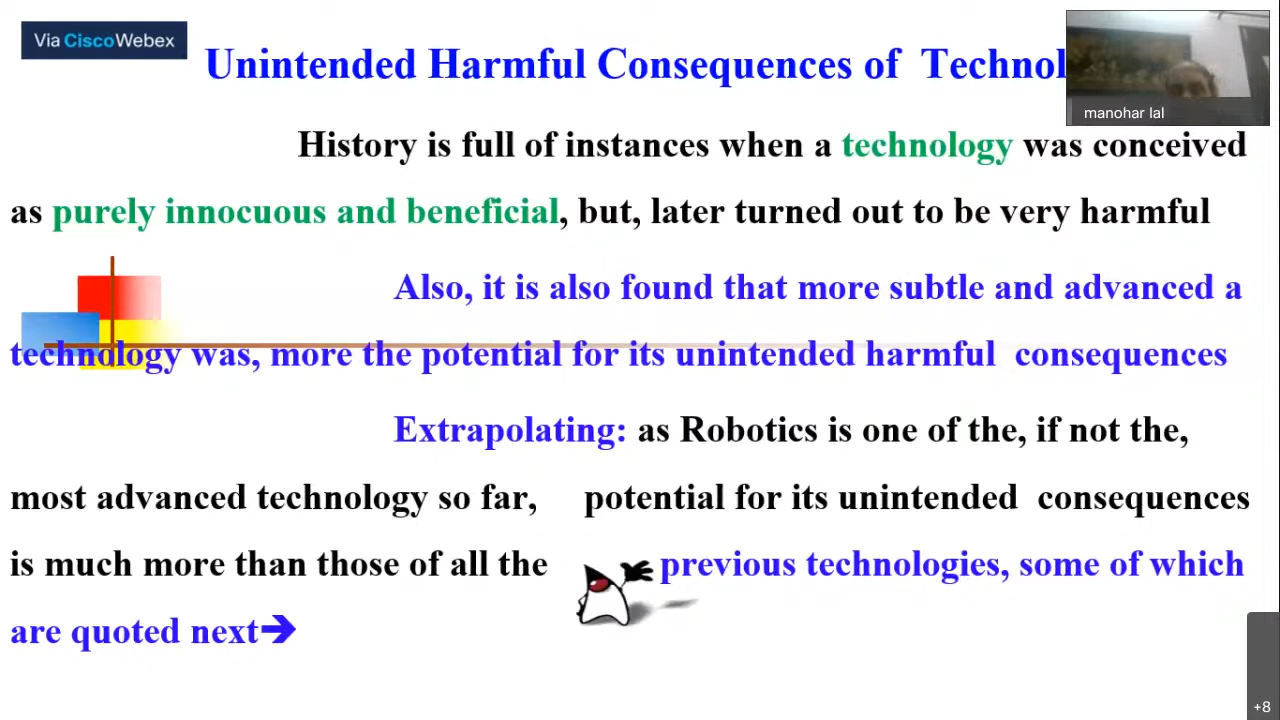 Via CiscoWebex
Unintended Harmful Consequences of Technol
manohar lal
History is full of instances when a technology was conceived
as purely innocuous and beneficial, but, later turned out to be very harmful
Also, it is also found that more subtle and advanced a
technology was, more the potential for its unintended harmful consequences
Extrapolating: as Robotics is one of the, if not the,
most advanced technology so far, potential for its unintended consequences
is much more than those of all the previous technologies, some of which
are quoted next➔
+8